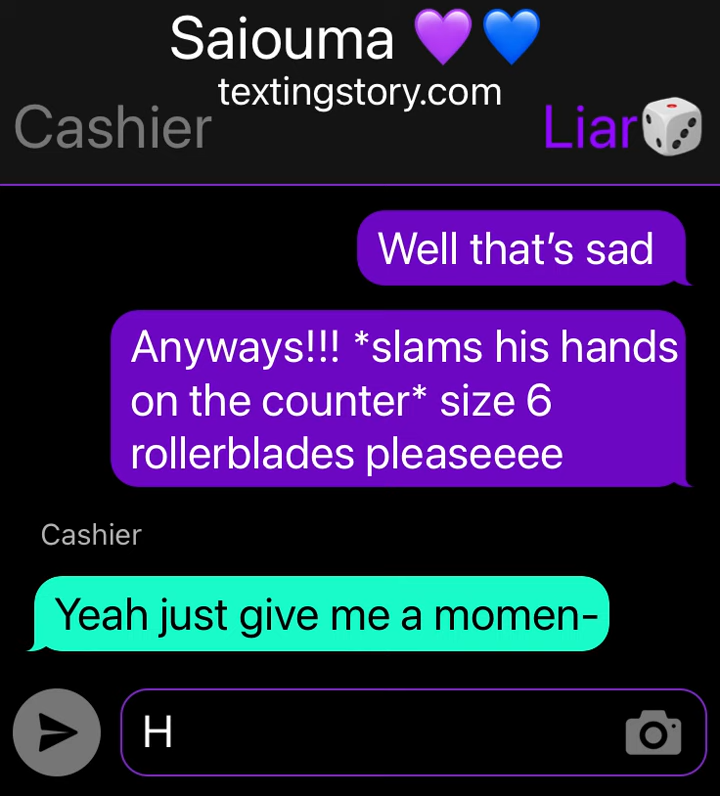 Saiouma 💜💙
textingstory.com
Cashier
Liar🎲
Well that’s sad
Anyways!!! *slams his hands
on the counter* size 6
rollerblades pleaseeee
Cashier
Yeah just give me a momen-
H